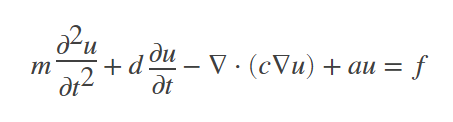 m ∂²u/∂t² + d ∂u/∂t − ∇ · (c∇u) + au = f